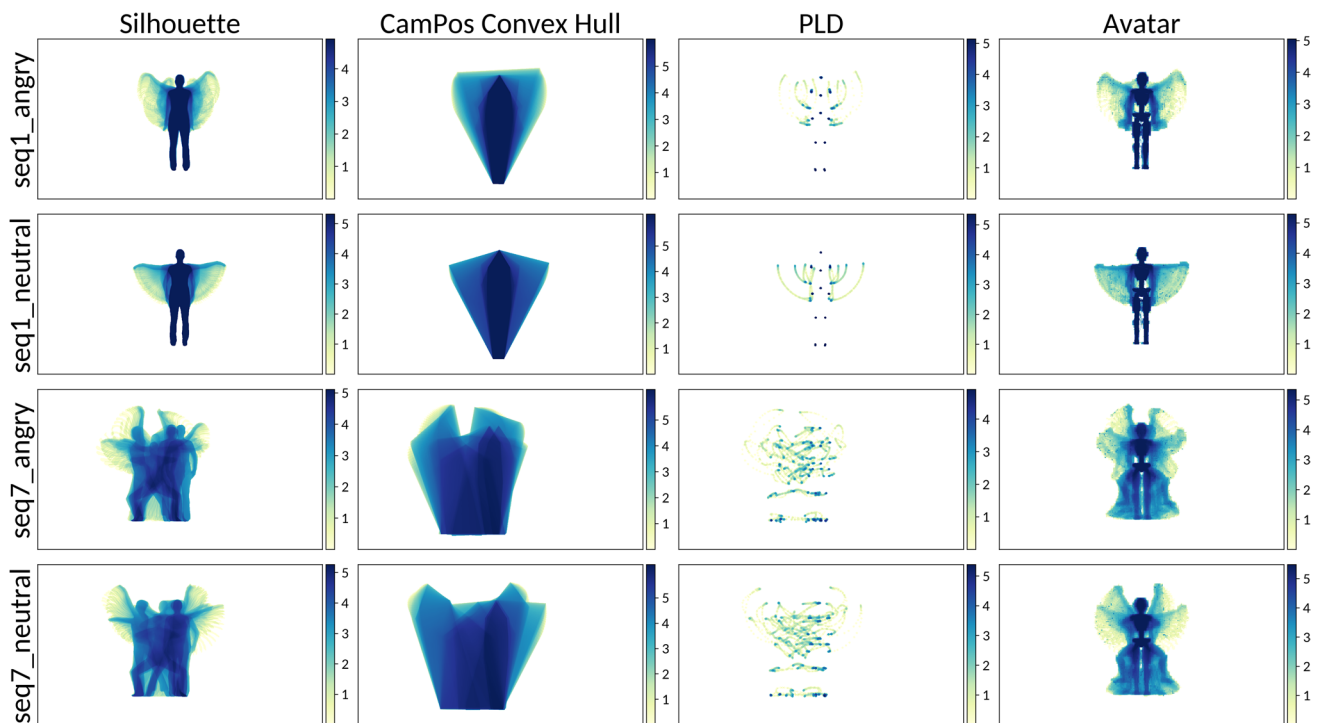 Silhouette CamPos Convex Hull PLD Avatar
seq1_angry
4 3 2 1
5 4 3 2 1
5 4 3 2 1
5 4 3 2 1
seq1_neutral
5 4 3 2 1
5 4 3 2 1
5 4 3 2 1
5 4 3 2 1
seq7_angry
5 4 3 2 1
5 4 3 2 1
4 3 2 1
5 4 3 2 1
seq7_neutral
5 4 3 2 1
5 4 3 2 1
5 4 3 2 1
5 4 3 2 1